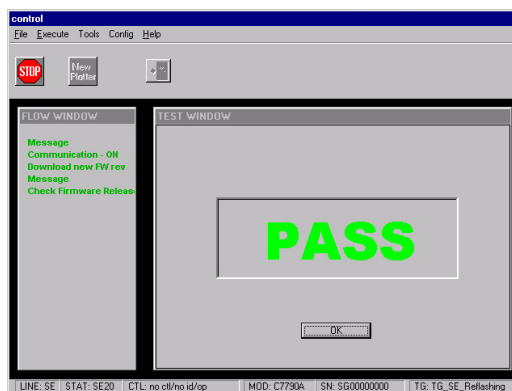 control
File Execute Tools Config Help
STOP
New
Plotter
FLOW WINDOW
Message
Communication - ON
Download new FW rev
Message
Check Firmware Releas
TEST WINDOW
PASS
OK
LINE: SE STAT: SE20 CTL: no ctl/no id/op MOD: C7790A SN: SG00000000 TG: TG_SE_Reflashing